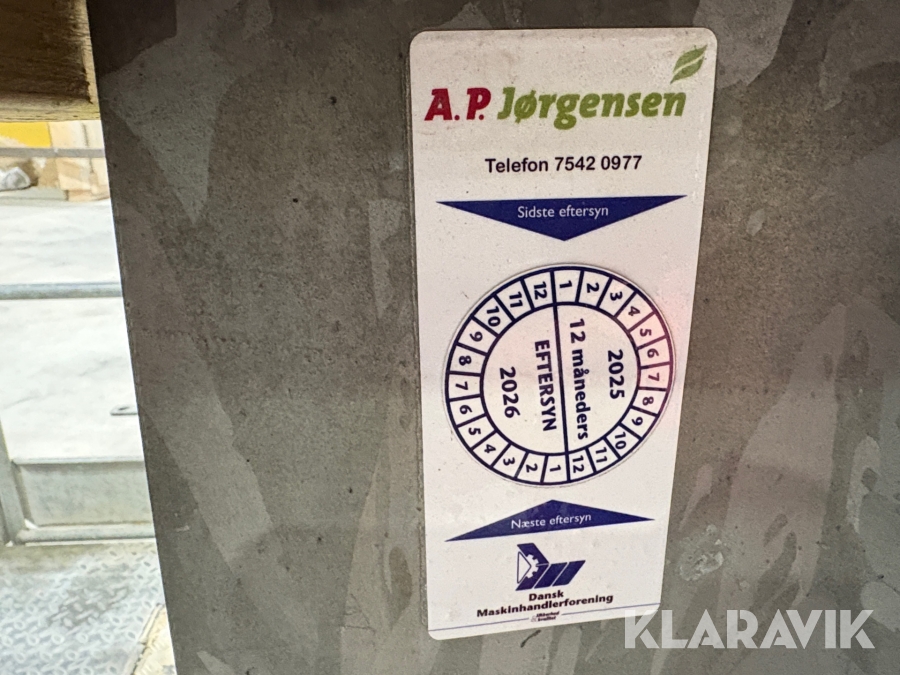 A.P. Jørgensen
Telefon 7542 0977
Sidste eftersyn
1 2 3 4 5 6 7 8 9 10 11 12
2025
12 måneders
EFTERSYN
2026
1 2 3 4 5 6 7 8 9 10 11 12
Næste eftersyn
Dansk
Maskinhandlerforening
KLARAVIK